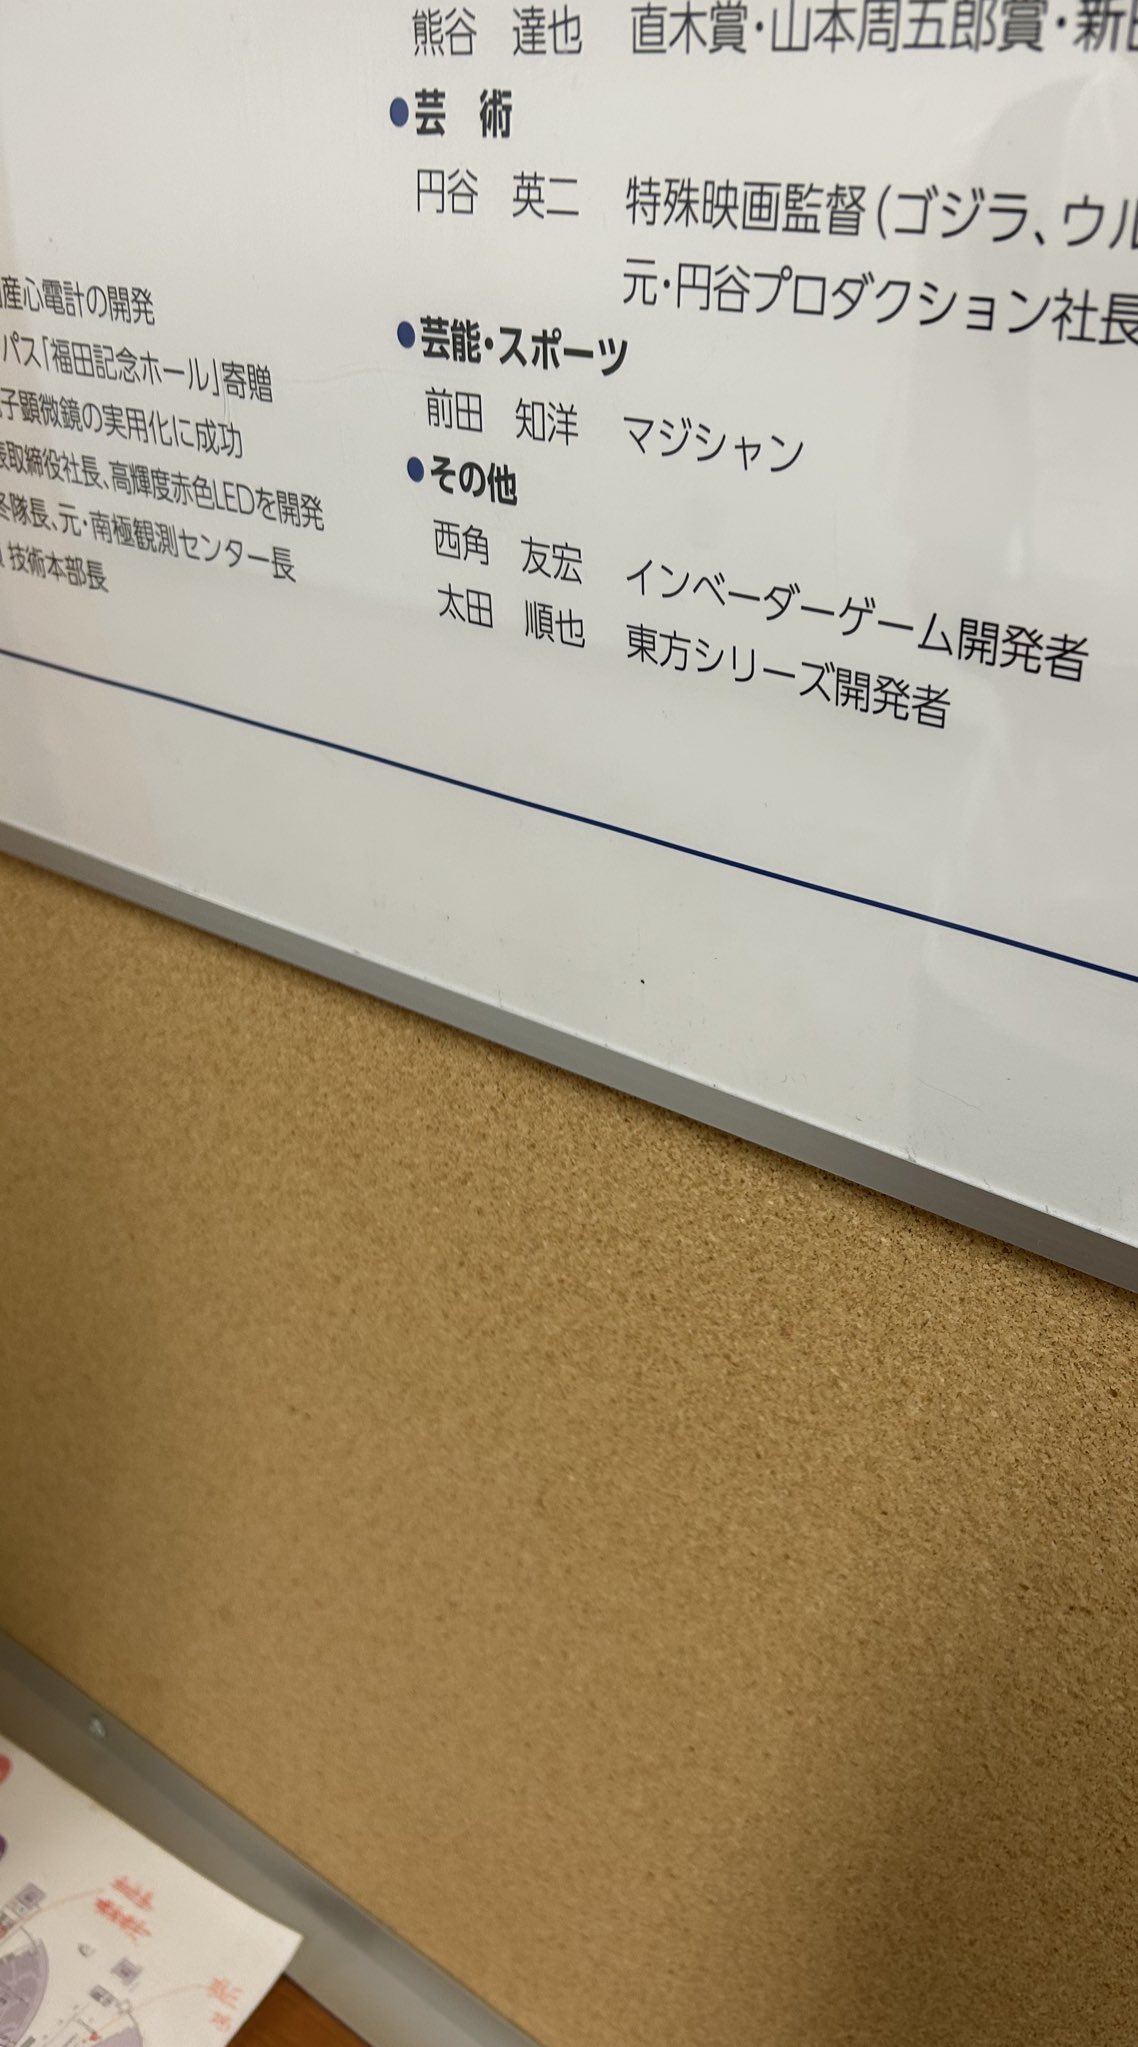 産心電計の開発
パス「福田記念ホール」寄贈
子顕微鏡の実用化に成功
取締役社長、高輝度赤色LEDを開発
冬隊長、元・南極観測センター長
技術本部長
熊谷 達也 直木賞・山本周五郎賞・新田
●芸 術
円谷 英二 特殊映画監督(ゴジラ、ウル
元・円谷プロダクション社長
●芸能・スポーツ
前田 知洋 マジシャン
●その他
西角 友宏 インベーダーゲーム開発者
太田 順也 東方シリーズ開発者